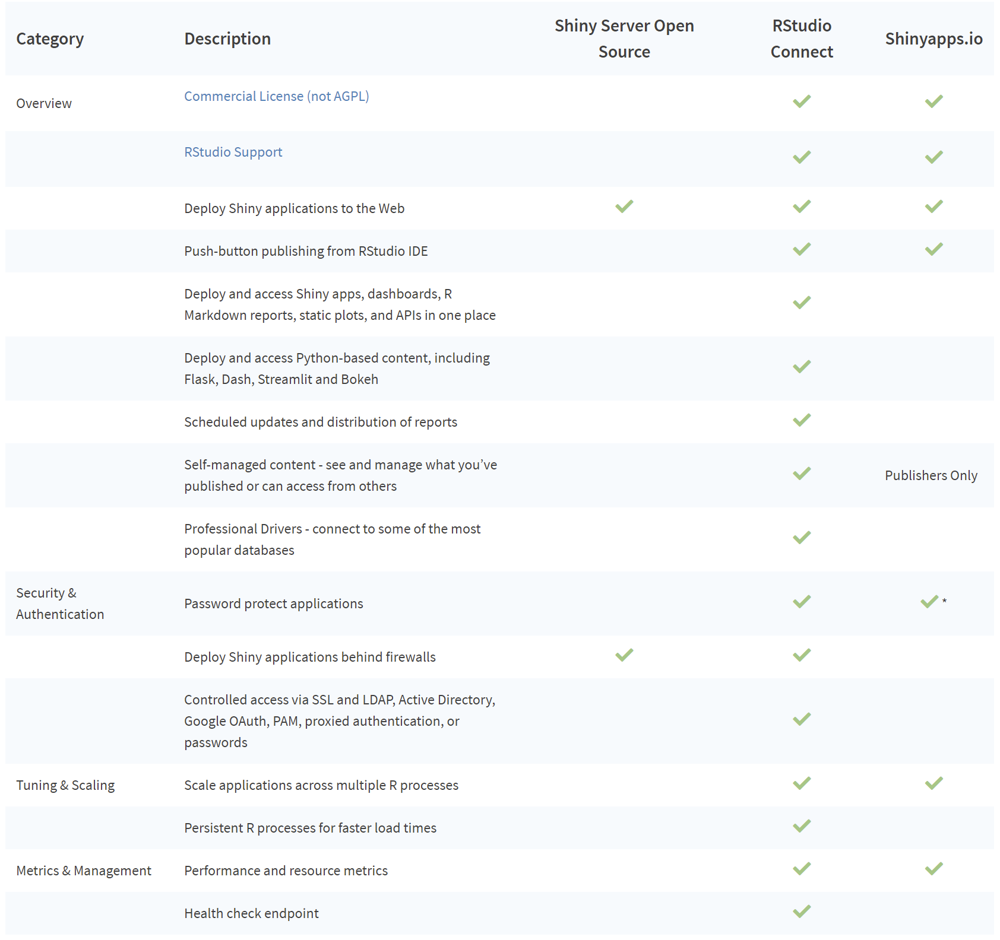 Category
Description
Shiny Server Open
Source
RStudio
Connect
Shinyapps.io
Overview
Commercial License (not AGPL)
RStudio Support
Deploy Shiny applications to the Web
Push-button publishing from RStudio IDE
Deploy and access Shiny apps, dashboards, R
Markdown reports, static plots, and APIs in one place
Deploy and access Python-based content, including
Flask, Dash, Streamlit and Bokeh
Scheduled updates and distribution of reports
Self-managed content - see and manage what you’ve
published or can access from others
Publishers Only
Professional Drivers - connect to some of the most
popular databases
Security &
Authentication
Password protect applications
*
Deploy Shiny applications behind firewalls
Controlled access via SSL and LDAP, Active Directory,
Google OAuth, PAM, proxied authentication, or
passwords
Tuning & Scaling
Scale applications across multiple R processes
Persistent R processes for faster load times
Metrics & Management
Performance and resource metrics
Health check endpoint